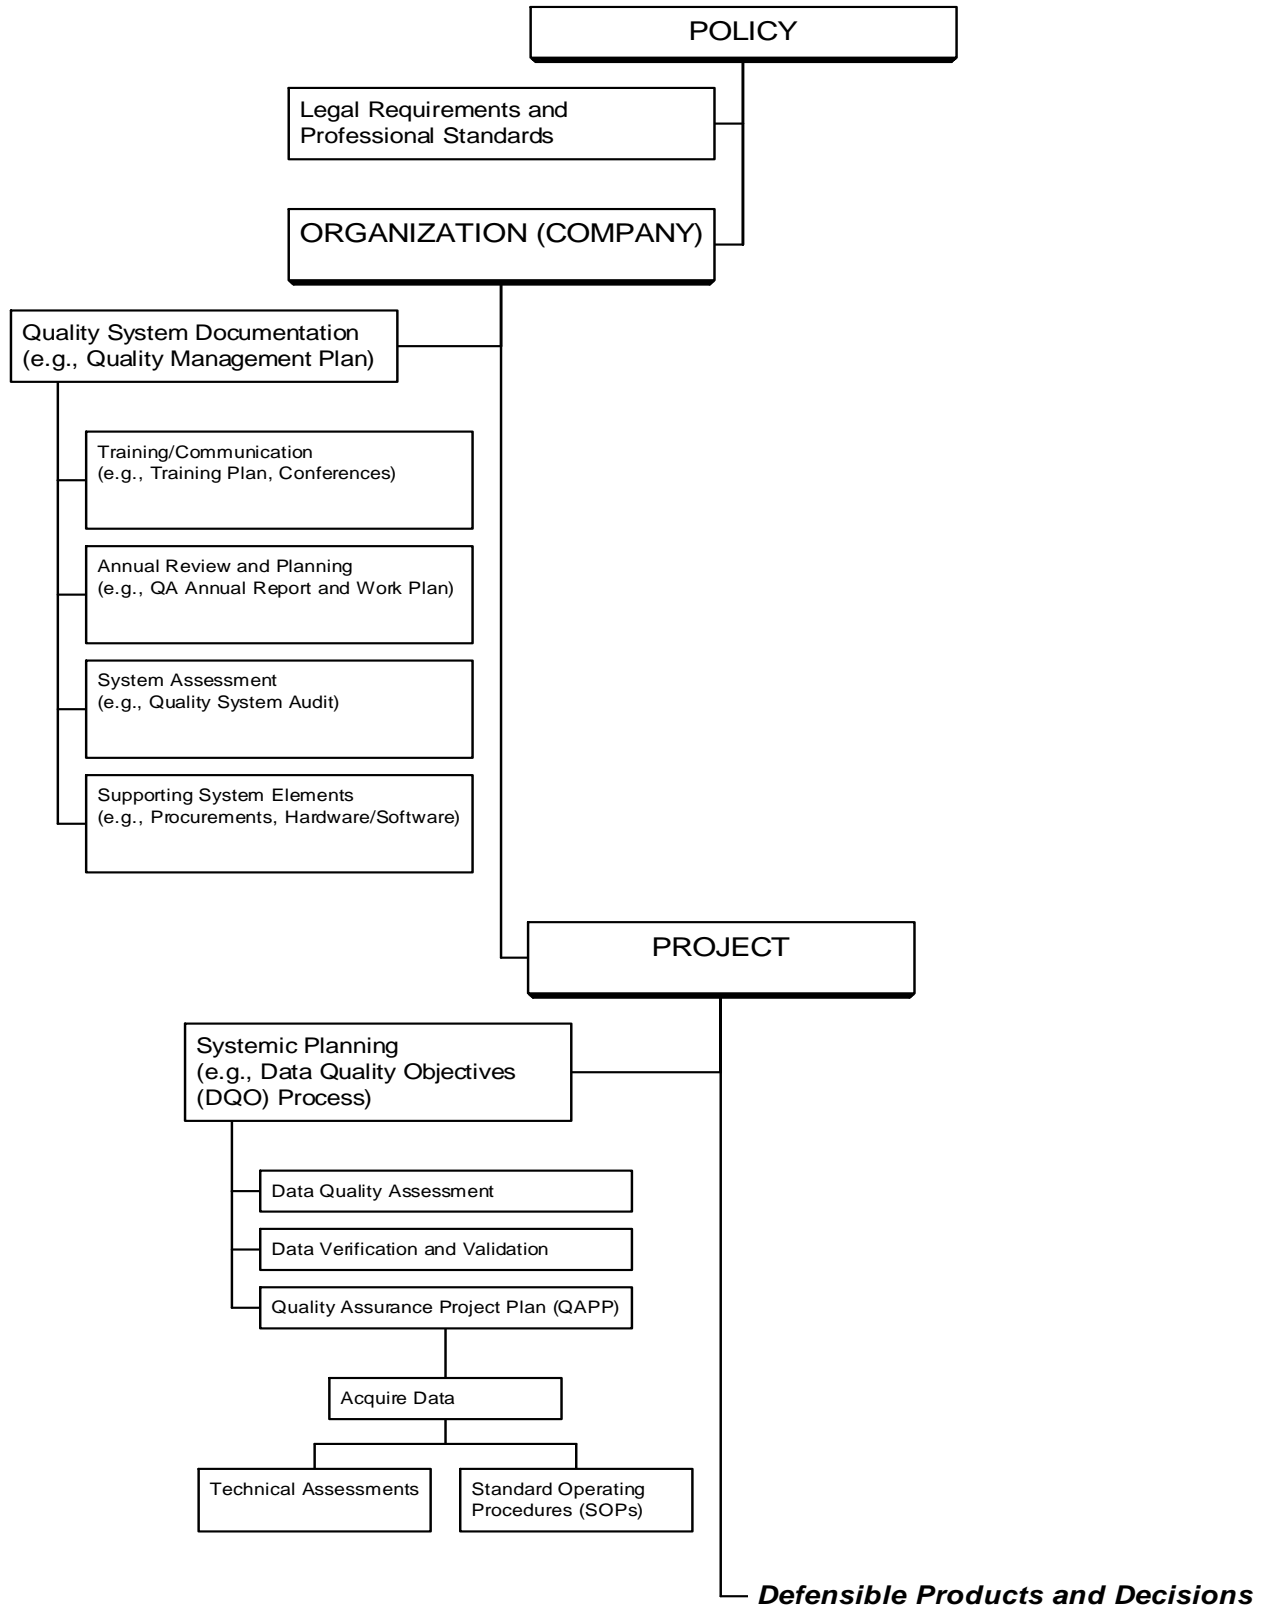 POLICY
Legal Requirements and
Professional Standards
ORGANIZATION (COMPANY)
Quality System Documentation
(e.g., Quality Management Plan)
Training/Communication
(e.g., Training Plan, Conferences)
Annual Review and Planning
(e.g., QA Annual Report and Work Plan)
System Assessment
(e.g., Quality System Audit)
Supporting System Elements
(e.g., Procurements, Hardware/Software)
PROJECT
Systemic Planning
(e.g., Data Quality Objectives
(DQO) Process)
Data Quality Assessment
Data Verification and Validation
Quality Assurance Project Plan (QAPP)
Acquire Data
Technical Assessments
Standard Operating
Procedures (SOPs)
Defensible Products and Decisions